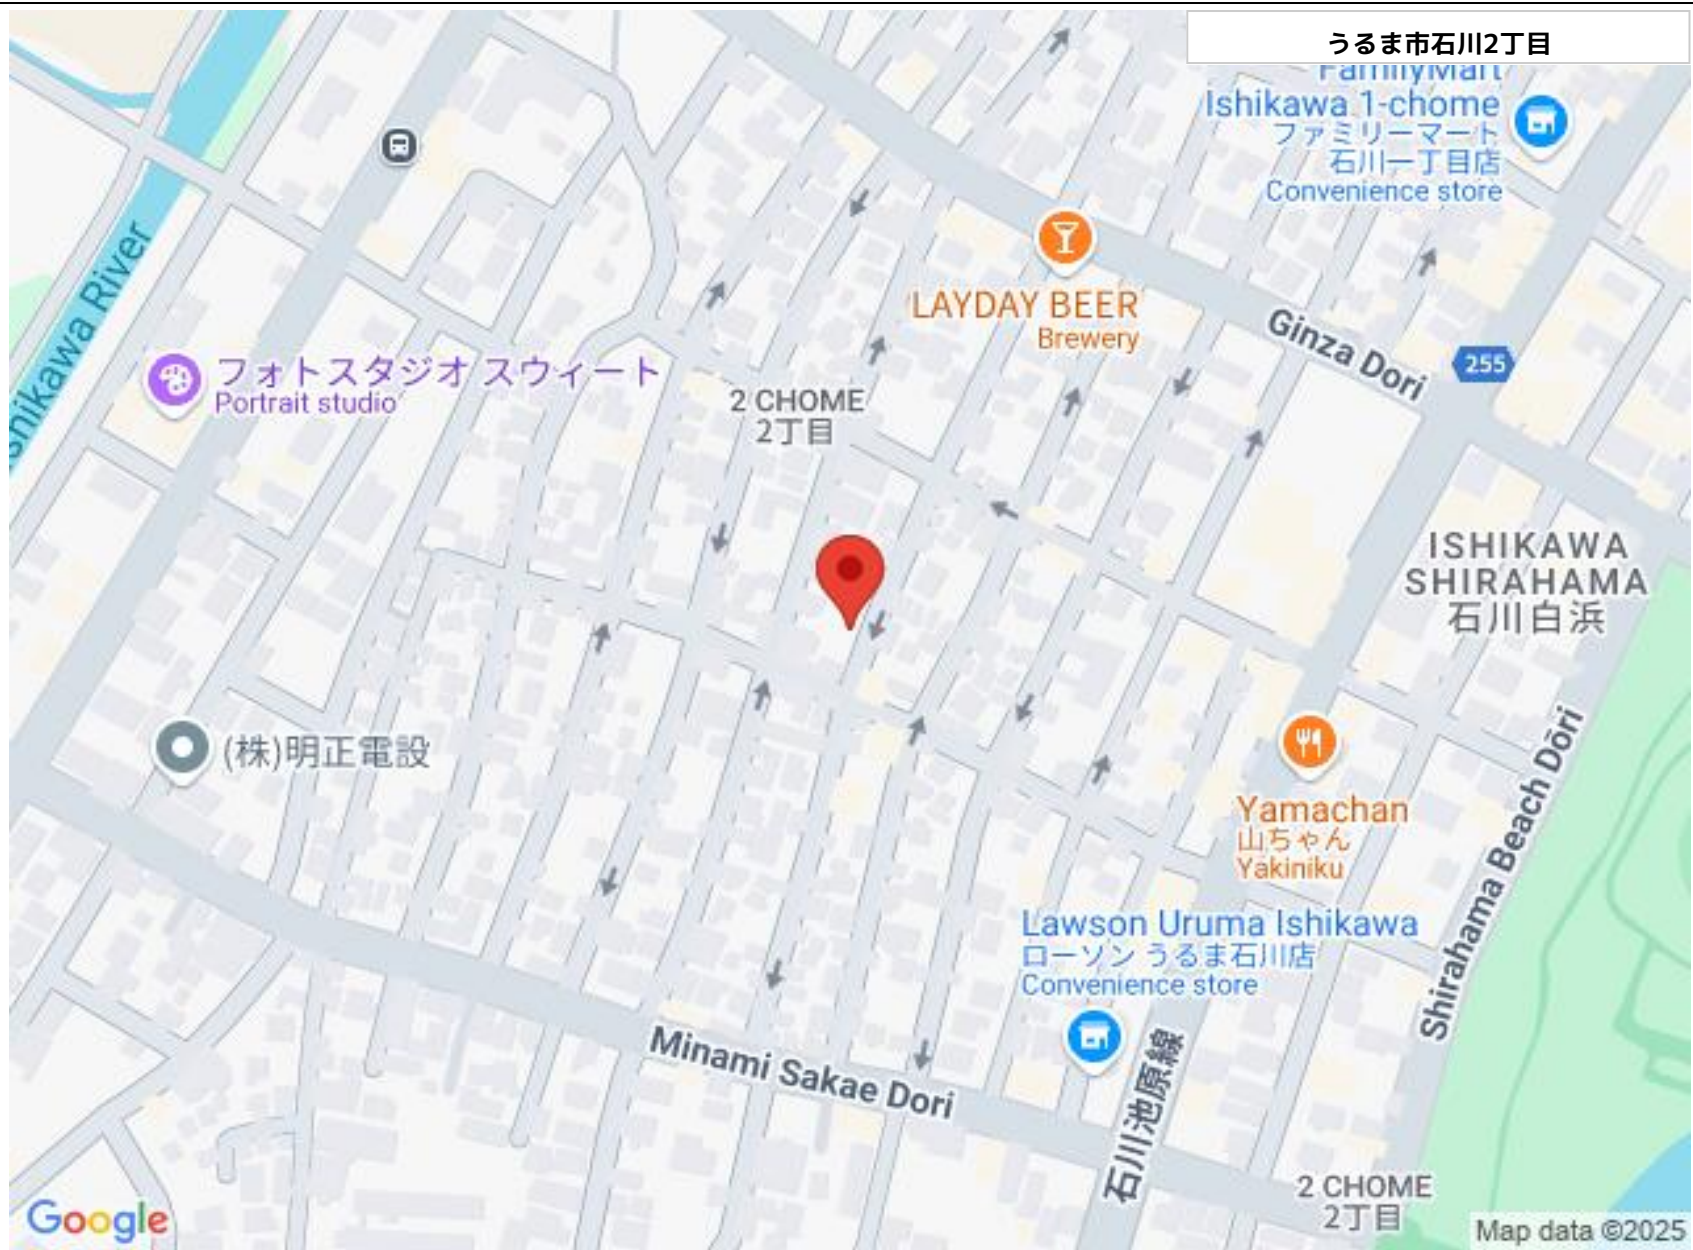 うるま市石川2丁目
FamilyMart
Ishikawa 1-chome
ファミリーマート
石川一丁目店
Convenience store
Ishikawa River
LAYDAY BEER
Brewery
Ginza Dori
255
フォトスタジオ スウィート
Portrait studio
2 CHOME
2丁目
ISHIKAWA
SHIRAHAMA
石川白浜
(株)明正電設
Yamachan
山ちゃん
Yakiniku
Shirahama Beach Dōri
Lawson Uruma Ishikawa
ローソン うるま石川店
Convenience store
Minami Sakae Dori
石川池原線
2 CHOME
2丁目
Google
Map data ©2025